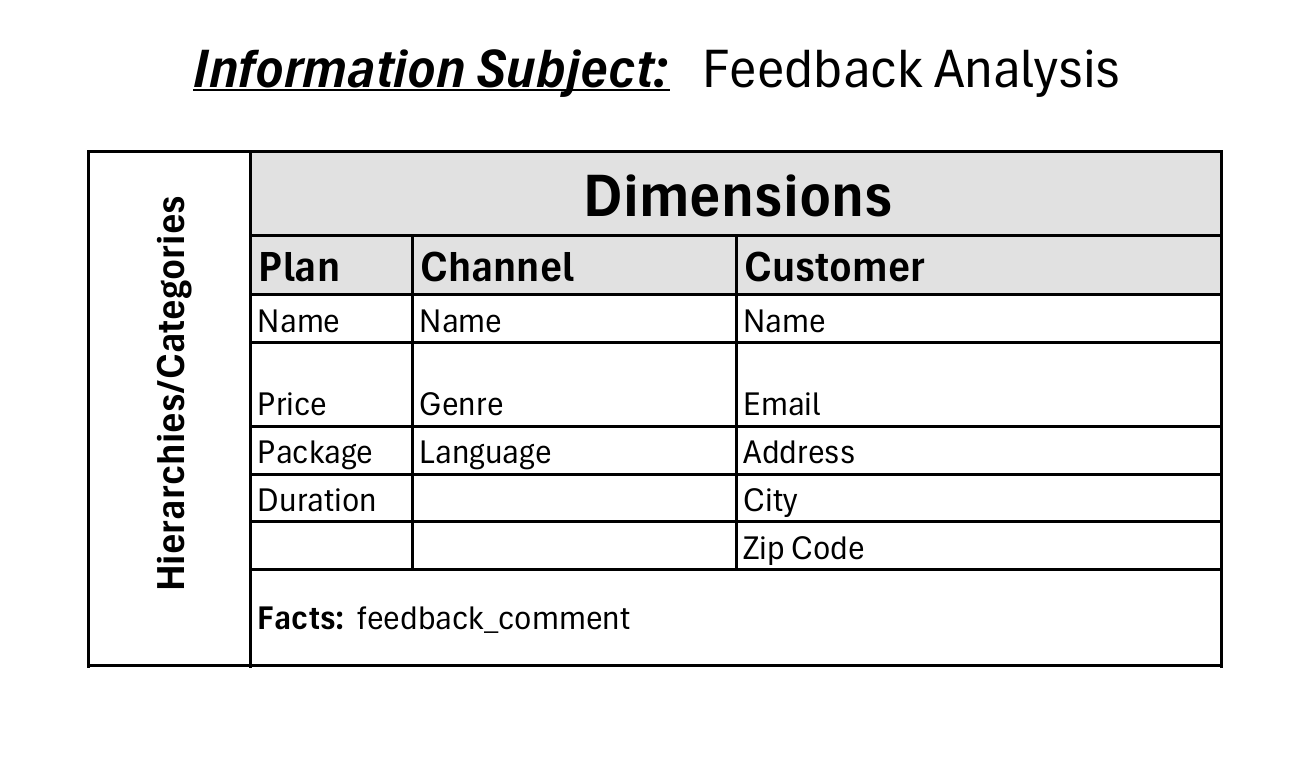 Information Subject: Feedback Analysis
Hierarchies/Categories
Dimensions
Plan Channel Customer
Name Name Name
Price Genre Email
Package Language Address
Duration City
Zip Code
Facts: feedback_comment